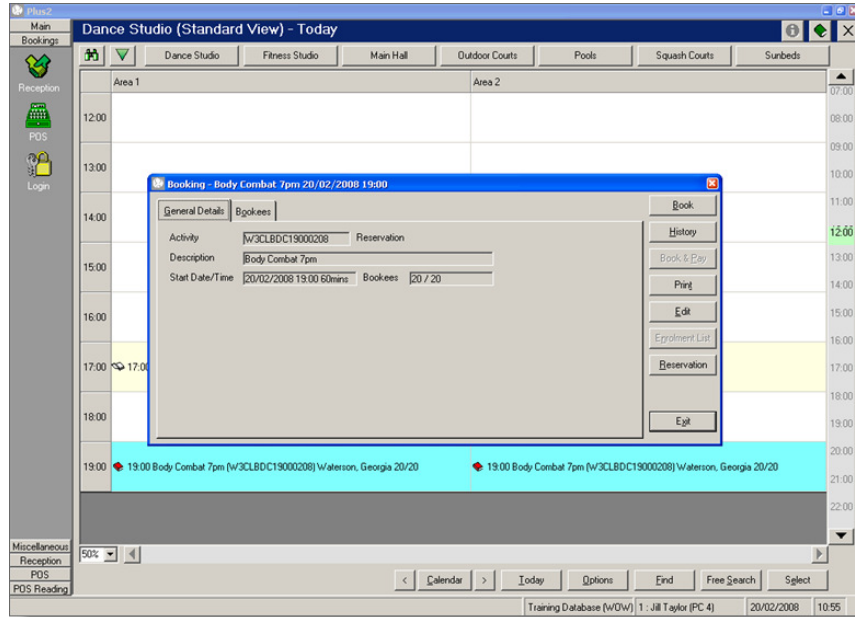 Plus2
Main
Bookings
Reception
POS
Login
Miscellaneous
Reception
POS
POS Reading
Dance Studio (Standard View) - Today
Dance Studio Fitness Studio Main Hall Outdoor Courts Pools Squash Courts Sunbeds
Area 1 Area 2
12:00
13:00
14:00
15:00
16:00
17:00 17:00
18:00
19:00 19:00 Body Combat 7pm (W3CLBDC19000208) Waterson, Georgia 20/20 19:00 Body Combat 7pm (W3CLBDC19000208) Waterson, Georgia 20/20
07:00
08:00
09:00
10:00
11:00
12:00
13:00
14:00
15:00
16:00
17:00
18:00
19:00
20:00
21:00
22:00
Booking - Body Combat 7pm 20/02/2008 19:00
General Details Bookees
Activity W3CLBDC19000208 Reservation
Description Body Combat 7pm
Start Date/Time 20/02/2008 19:00 60mins Bookees 20 / 20
Book
History
Book & Pay
Print
Edit
Enrolment List
Reservation
Exit
50%
< Calendar > Today Options Find Free Search Select
Training Database (WOW) 1 : Jill Taylor (PC 4) 20/02/2008 10:55